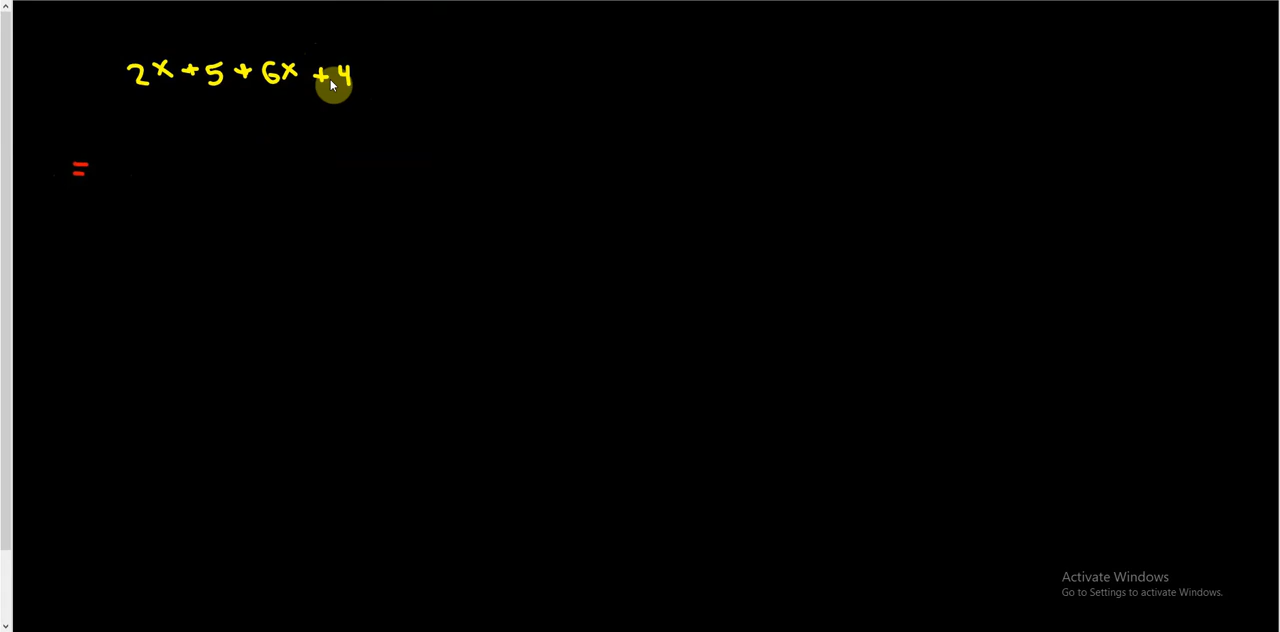 2x + 5 + 6x + 4
=
Activate Windows
Go to Settings to activate Windows.